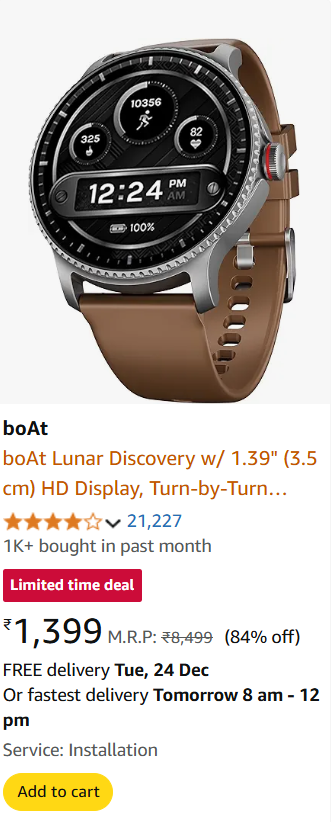 10356
325
82
12:24 PM
AM
100%
boAt
boAt Lunar Discovery w/ 1.39" (3.5
cm) HD Display, Turn-by-Turn…
21,227
1K+ bought in past month
Limited time deal
₹1,399 M.R.P: ₹8,499 (84% off)
FREE delivery Tue, 24 Dec
Or fastest delivery Tomorrow 8 am - 12
pm
Service: Installation
Add to cart